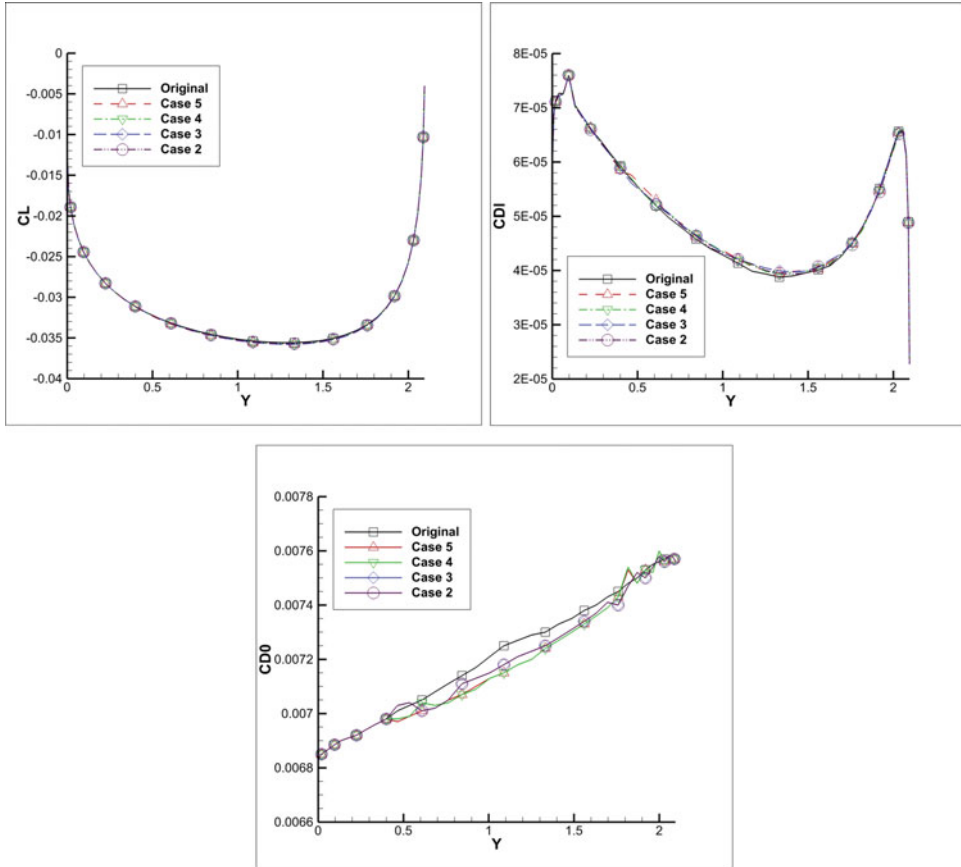 0
-0.005
-0.01
-0.015
-0.02
-0.025
-0.03
-0.035
-0.04
CL
Original
Case 5
Case 4
Case 3
Case 2
0 0.5 1 1.5 2
Y
8E-05
7E-05
6E-05
5E-05
4E-05
3E-05
2E-05
CDI
Original
Case 5
Case 4
Case 3
Case 2
0 0.5 1 1.5 2
Y
0.0078
0.0076
0.0074
0.0072
0.007
0.0068
0.0066
CD0
Original
Case 5
Case 4
Case 3
Case 2
0 0.5 1 1.5 2
Y